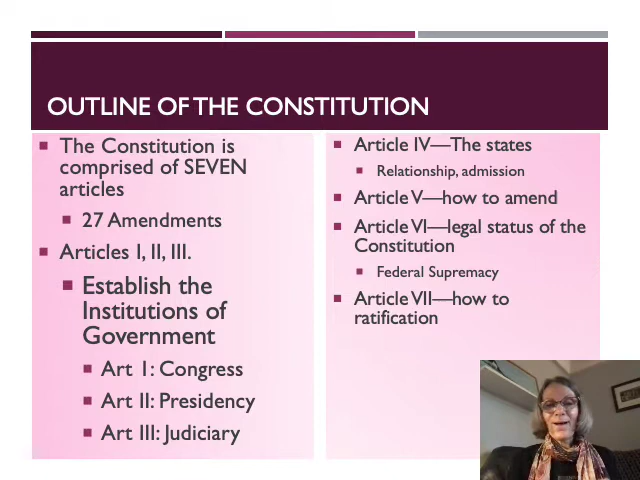 OUTLINE OF THE CONSTITUTION
The Constitution is
comprised of SEVEN
articles
27 Amendments
Articles I, II, III.
Establish the
Institutions of
Government
Art 1: Congress
Art II: Presidency
Art III: Judiciary
Article IV—The states
Relationship, admission
Article V—how to amend
Article VI—legal status of the
Constitution
Federal Supremacy
Article VII—how to
ratification